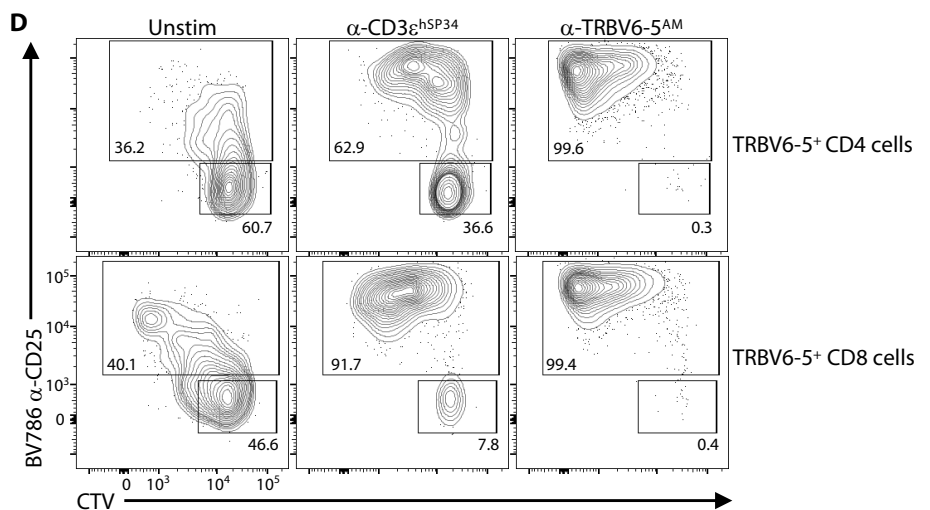 D
Unstim
α-CD3εʰSP34
α-TRBV6-5ᴬᴹ
36.2
60.7
62.9
36.6
99.6
0.3
TRBV6-5⁺ CD4 cells
40.1
46.6
91.7
7.8
99.4
0.4
TRBV6-5⁺ CD8 cells
10⁵
10⁴
10³
0
BV786 α-CD25
0 10³ 10⁴ 10⁵
CTV